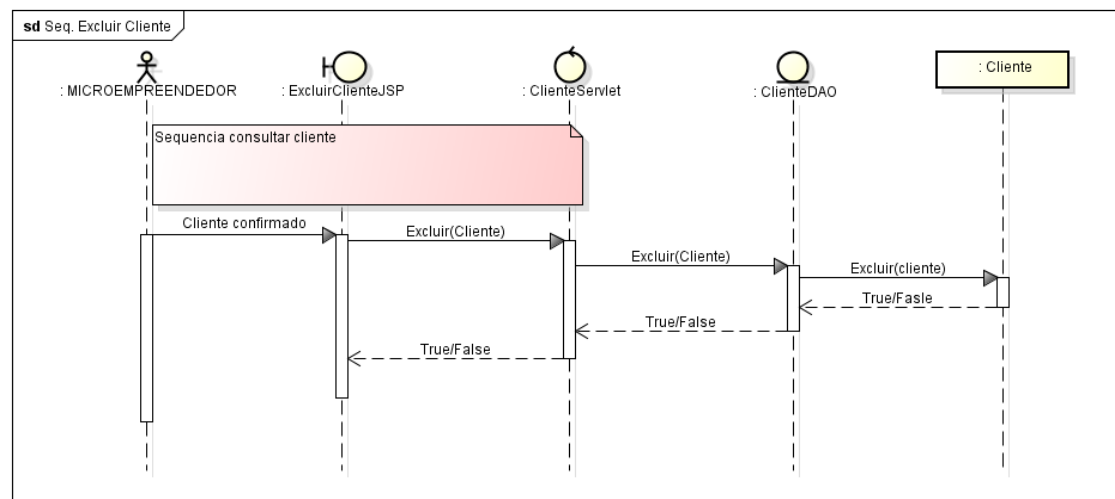 sd Seq. Excluir Cliente
: MICROEMPREENDEDOR
: ExcluirClienteJSP
: ClienteServlet
: ClienteDAO
: Cliente
Sequencia consultar cliente
Cliente confirmado
Excluir(Cliente)
Excluir(Cliente)
Excluir(cliente)
True/Fasle
True/False
True/False